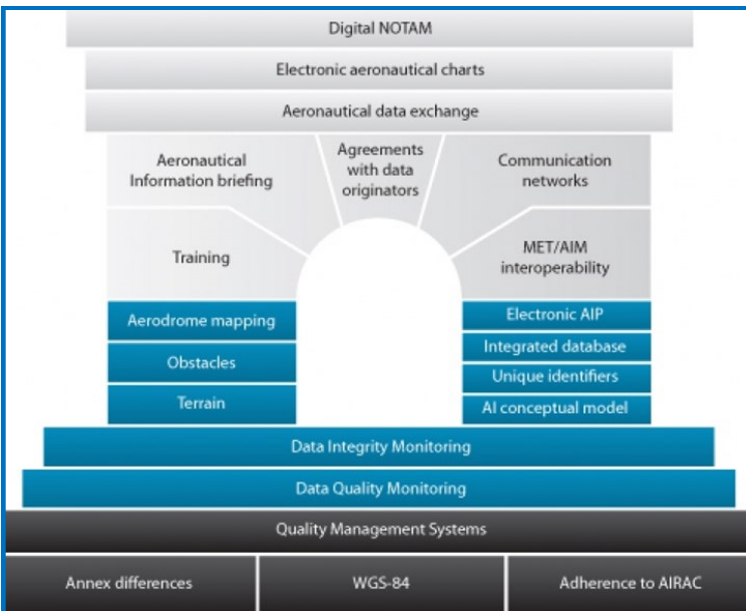 Digital NOTAM
Electronic aeronautical charts
Aeronautical data exchange
Aeronautical
Information briefing
Agreements
with data
originators
Communication
networks
Training
MET/AIM
interoperability
Aerodrome mapping
Obstacles
Terrain
Electronic AIP
Integrated database
Unique identifiers
AI conceptual model
Data Integrity Monitoring
Data Quality Monitoring
Quality Management Systems
Annex differences
WGS-84
Adherence to AIRAC